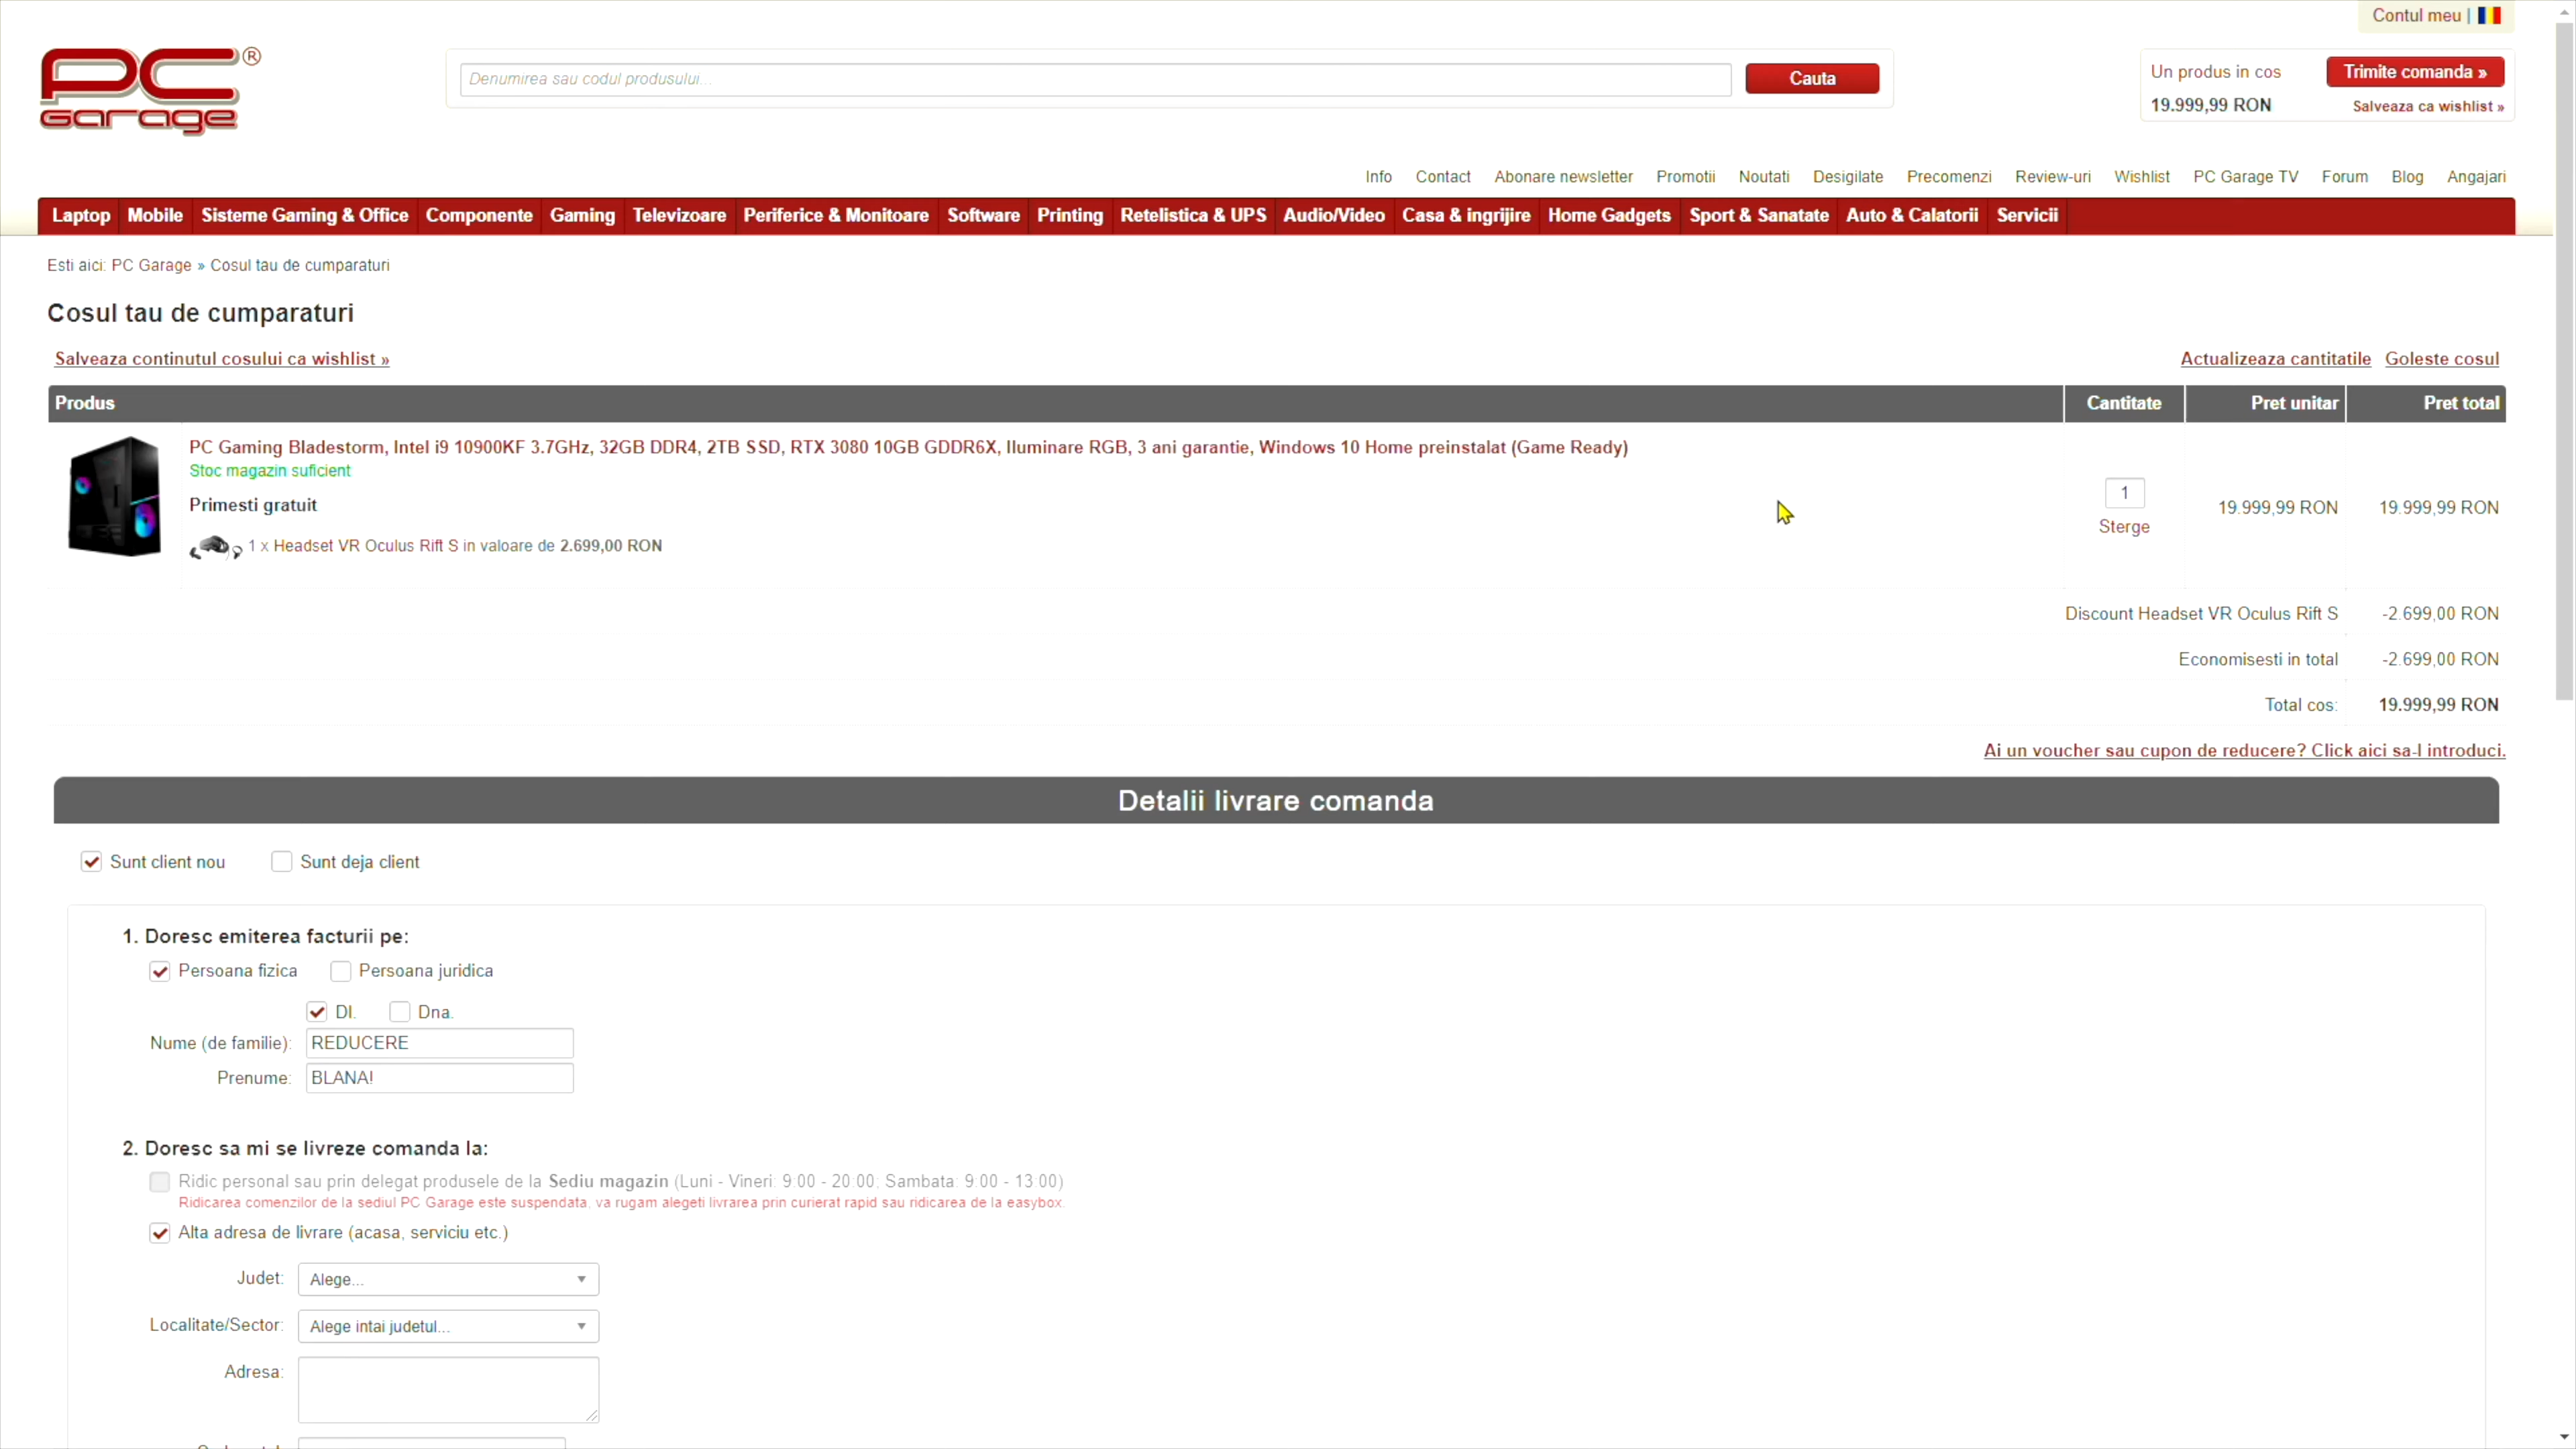 Contul meu |
PC Garage ®
Denumirea sau codul produsului...
Cauta
Un produs in cos
Trimite comanda »
19.999,99 RON
Salveaza ca wishlist »
Info Contact Abonare newsletter Promotii Noutati Desigilate Precomenzi Review-uri Wishlist PC Garage TV Forum Blog Angajari
Laptop Mobile Sisteme Gaming & Office Componente Gaming Televizoare Periferice & Monitoare Software Printing Retelistica & UPS Audio/Video Casa & ingrijire Home Gadgets Sport & Sanatate Auto & Calatorii Servicii
Esti aici: PC Garage » Cosul tau de cumparaturi
Cosul tau de cumparaturi
Salveaza continutul cosului ca wishlist »
Actualizeaza cantitatile Goleste cosul
Produs Cantitate Pret unitar Pret total
PC Gaming Bladestorm, Intel i9 10900KF 3.7GHz, 32GB DDR4, 2TB SSD, RTX 3080 10GB GDDR6X, Iluminare RGB, 3 ani garantie, Windows 10 Home preinstalat (Game Ready)
Stoc magazin suficient
Primesti gratuit
1 x Headset VR Oculus Rift S in valoare de 2.699,00 RON
1
Sterge
19.999,99 RON 19.999,99 RON
Discount Headset VR Oculus Rift S -2.699,00 RON
Economisesti in total -2.699,00 RON
Total cos: 19.999,99 RON
Ai un voucher sau cupon de reducere? Click aici sa-l introduci.
Detalii livrare comanda
Sunt client nou Sunt deja client
1. Doresc emiterea facturii pe:
Persoana fizica Persoana juridica
Dl. Dna.
Nume (de familie): REDUCERE
Prenume: BLANA!
2. Doresc sa mi se livreze comanda la:
Ridic personal sau prin delegat produsele de la Sediu magazin (Luni - Vineri: 9:00 - 20:00; Sambata: 9:00 - 13:00)
Ridicarea comenzilor de la sediul PC Garage este suspendata, va rugam alegeti livrarea prin curierat rapid sau ridicarea de la easybox.
Alta adresa de livrare (acasa, serviciu etc.)
Judet: Alege...
Localitate/Sector: Alege intai judetul...
Adresa: